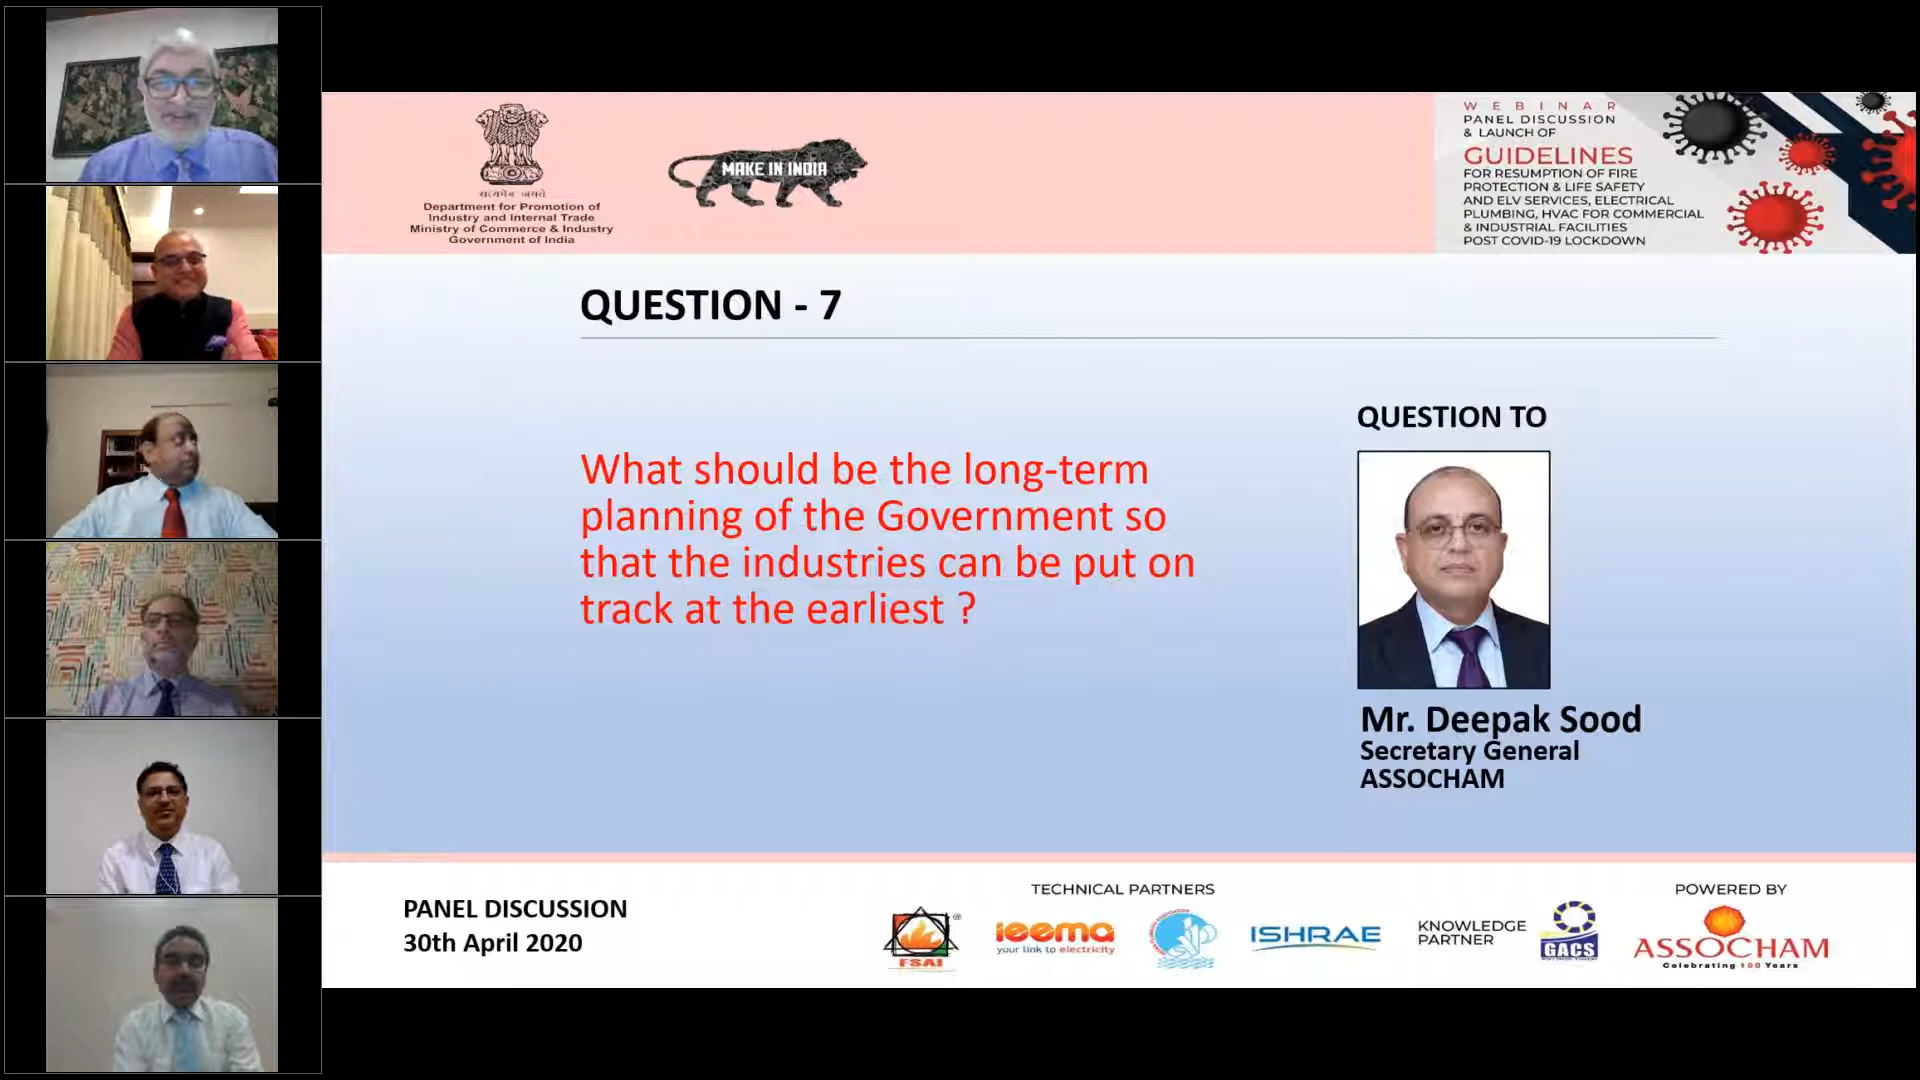 सत्यमेव जयते
Department for Promotion of
Industry and Internal Trade
Ministry of Commerce & Industry
Government of India
MAKE IN INDIA
WEBINAR
PANEL DISCUSSION
& LAUNCH OF
GUIDELINES
FOR RESUMPTION OF FIRE
PROTECTION & LIFE SAFETY
AND ELV SERVICES, ELECTRICAL
PLUMBING, HVAC FOR COMMERCIAL
& INDUSTRIAL FACILITIES
POST COVID-19 LOCKDOWN
QUESTION - 7
What should be the long-term
planning of the Government so
that the industries can be put on
track at the earliest ?
QUESTION TO
Mr. Deepak Sood
Secretary General
ASSOCHAM
PANEL DISCUSSION
30th April 2020
TECHNICAL PARTNERS
FSAI
ieema
your link to electricity
ISHRAE
KNOWLEDGE
PARTNER
GACS
POWERED BY
ASSOCHAM
Celebrating 100 Years